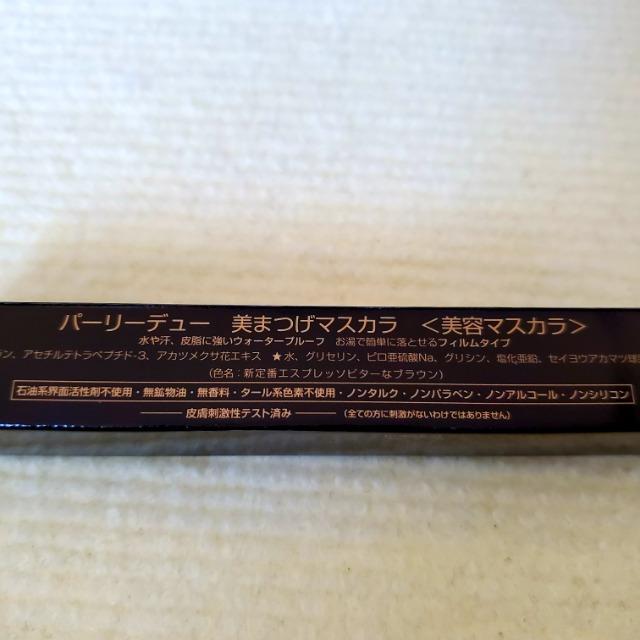 パーリーデュー 美まつげマスカラ <美容マスカラ>
水や汗、皮脂に強いウォータープルーフ お湯で簡単に落とせるフィルムタイプ
ン、アセチルテトラペプチド-3、アカツメクサ花エキス ★水、グリセリン、ピロ亜硫酸Na、グリシン、塩化亜鉛、セイヨウアカマツ球
(色名:新定番エスプレッソビターなブラウン)
石油系界面活性剤不使用・無鉱物油・無香料・タール系色素不使用・ノンタルク・ノンパラベン・ノンアルコール・ノンシリコン
皮膚刺激性テスト済み (全ての方に刺激がないわけではありません)